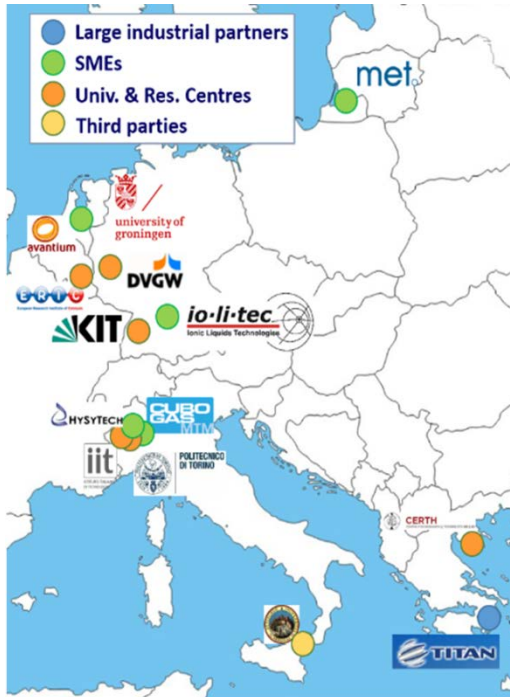 Large industrial partners
SMEs
Univ. & Res. Centres
Third parties
met.
university of
groningen
avantium
DVGW
ERIC
KIT
io·li·tec
Ionic Liquids Technologies
HYSYTECH
CUBO
GAS
MTM
iit
POLITECNICO
DI TORINO
CERTH
TITAN